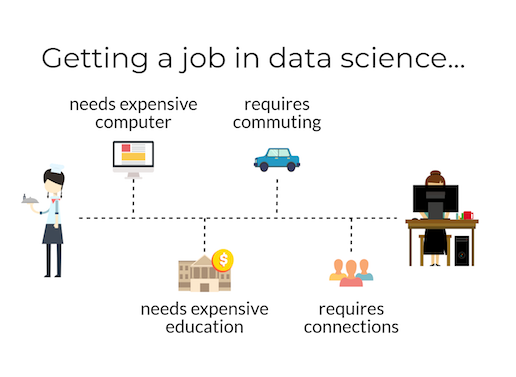 Getting a job in data science...
needs expensive
computer
requires
commuting
$
needs expensive
education
requires
connections